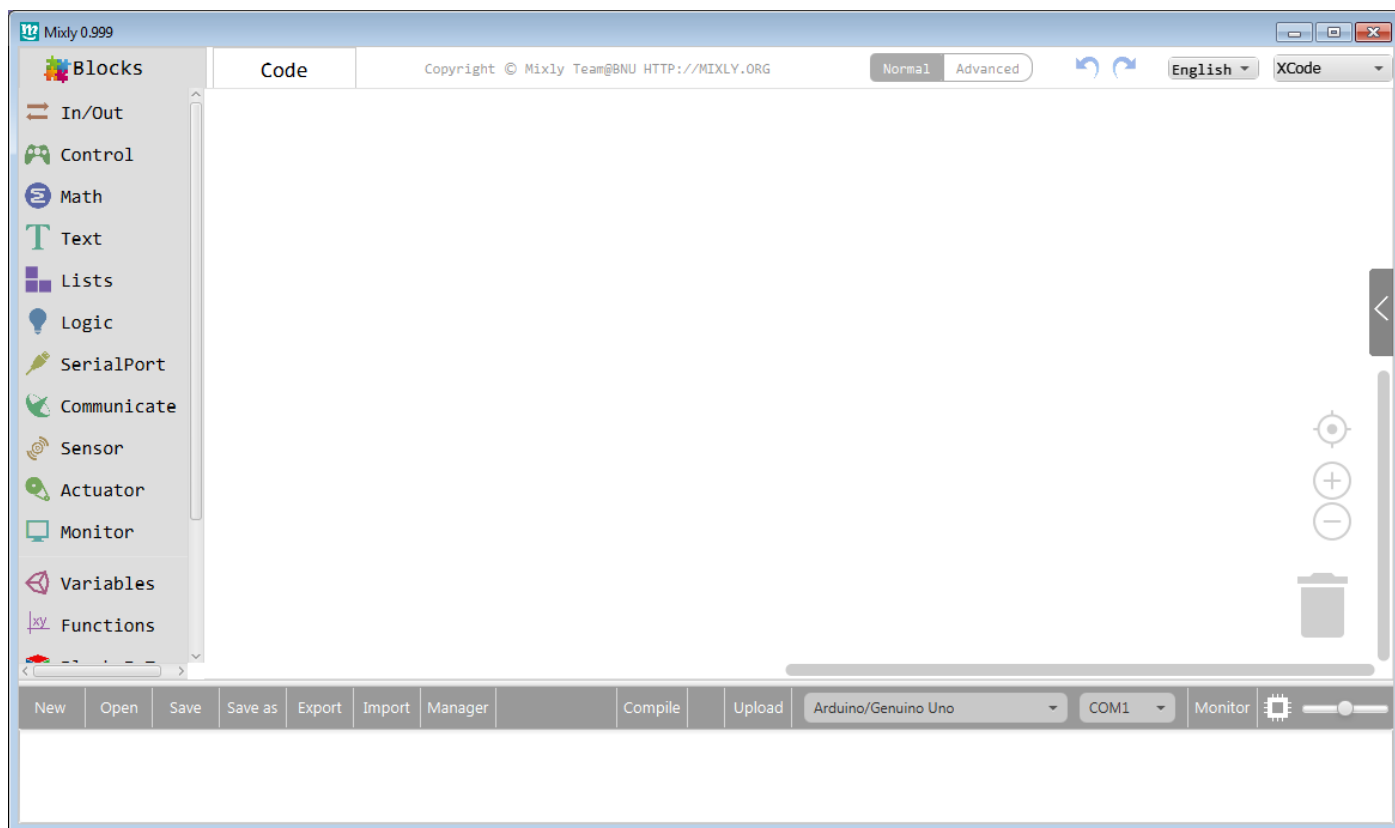 Mixly 0.999
Blocks Code Copyright © Mixly Team@BNU HTTP://MIXLY.ORG Normal Advanced English XCode
In/Out
Control
Math
Text
Lists
Logic
SerialPort
Communicate
Sensor
Actuator
Monitor
Variables
xy Functions
New Open Save Save as Export Import Manager Compile Upload Arduino/Genuino Uno COM1 Monitor